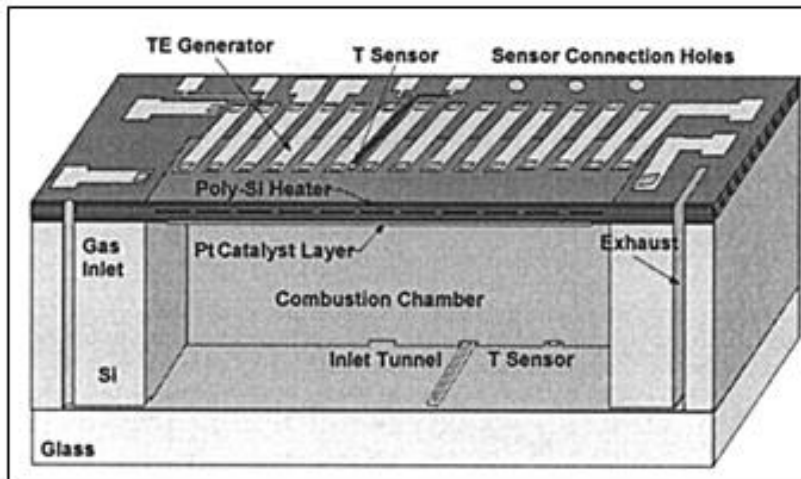 TE Generator
T Sensor
Sensor Connection Holes
Poly-Si Heater
Gas
Inlet
Pt Catalyst Layer
Exhaust
Combustion Chamber
Inlet Tunnel
T Sensor
Si
Glass